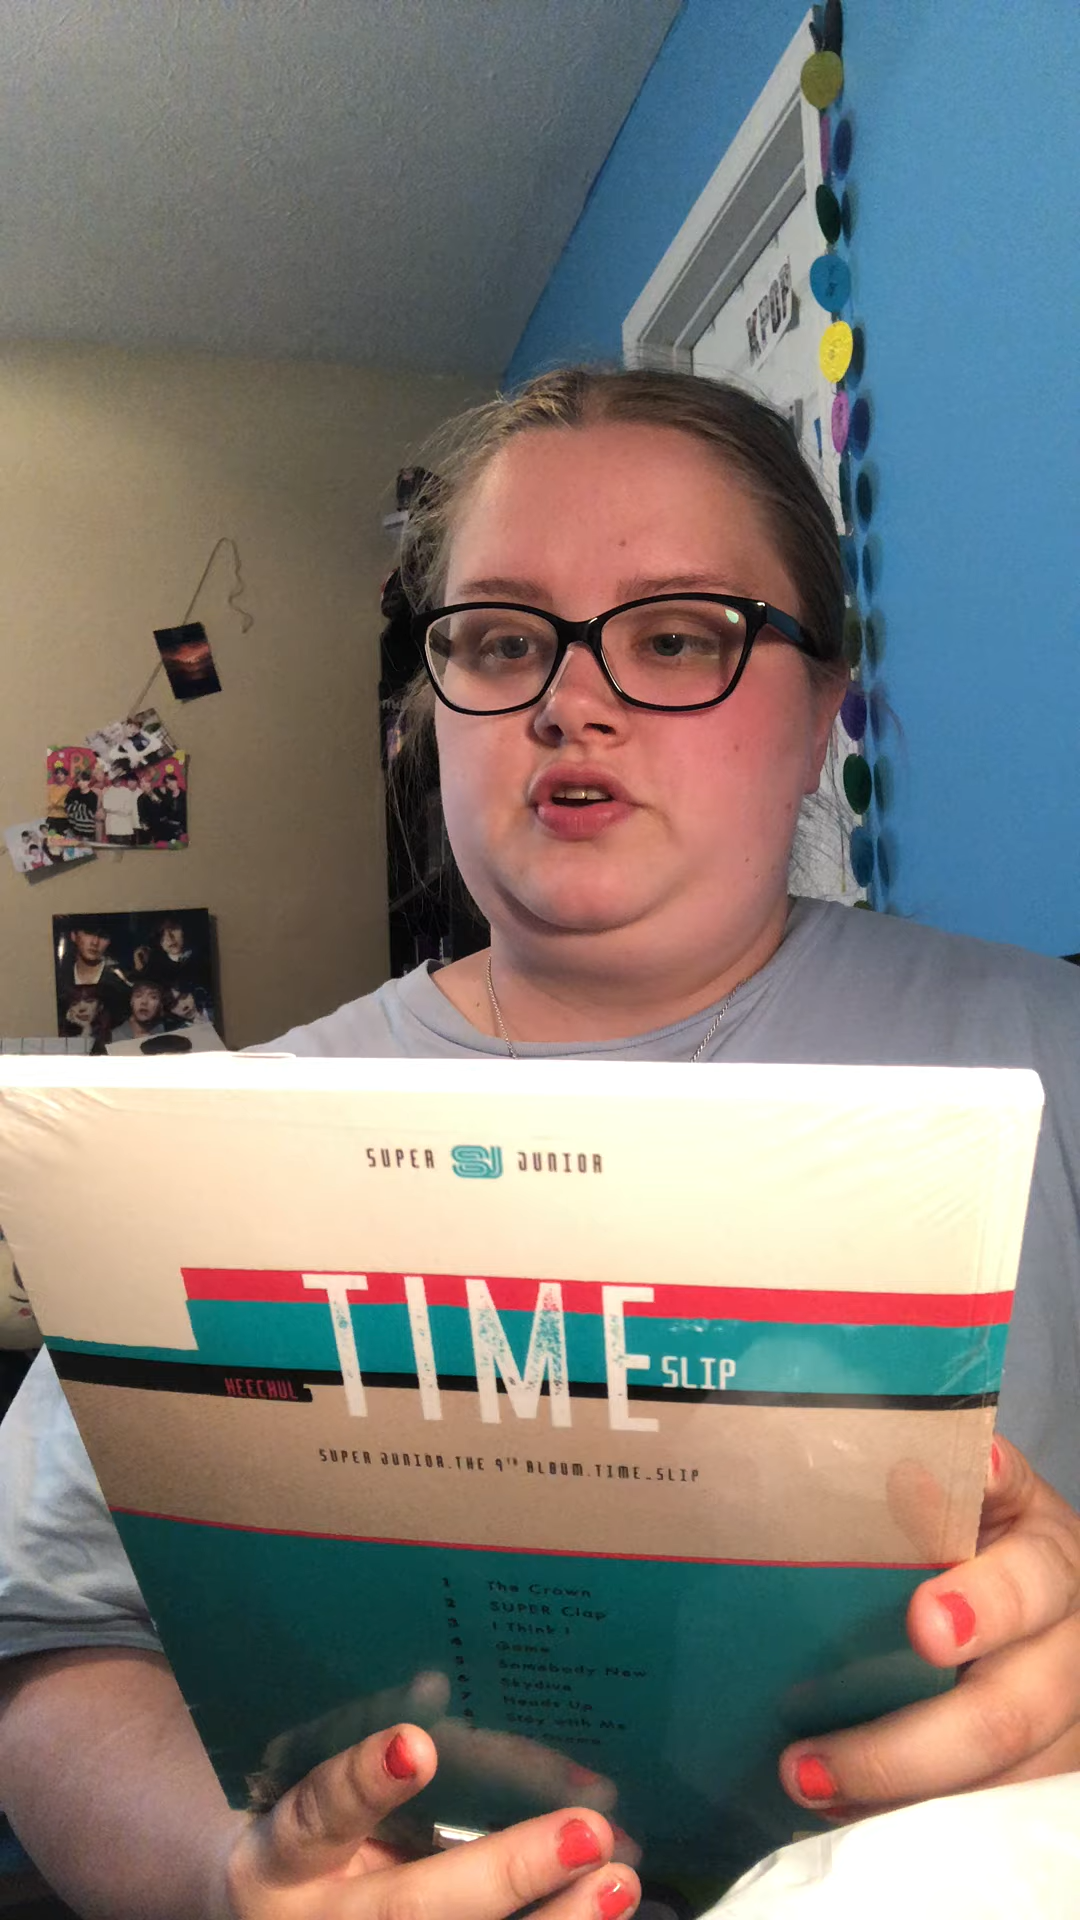 KPOP
SUPER SJ JUNIOR
TIME SLIP
HEECHUL
SUPER JUNIOR.THE 9TH ALBUM.TIME_SLIP
1 The Crown
2 SUPER Clap
3 I Think I
4 Game
5 Somebody New
6 Skydive
7 Heads Up
8 Stay with Me